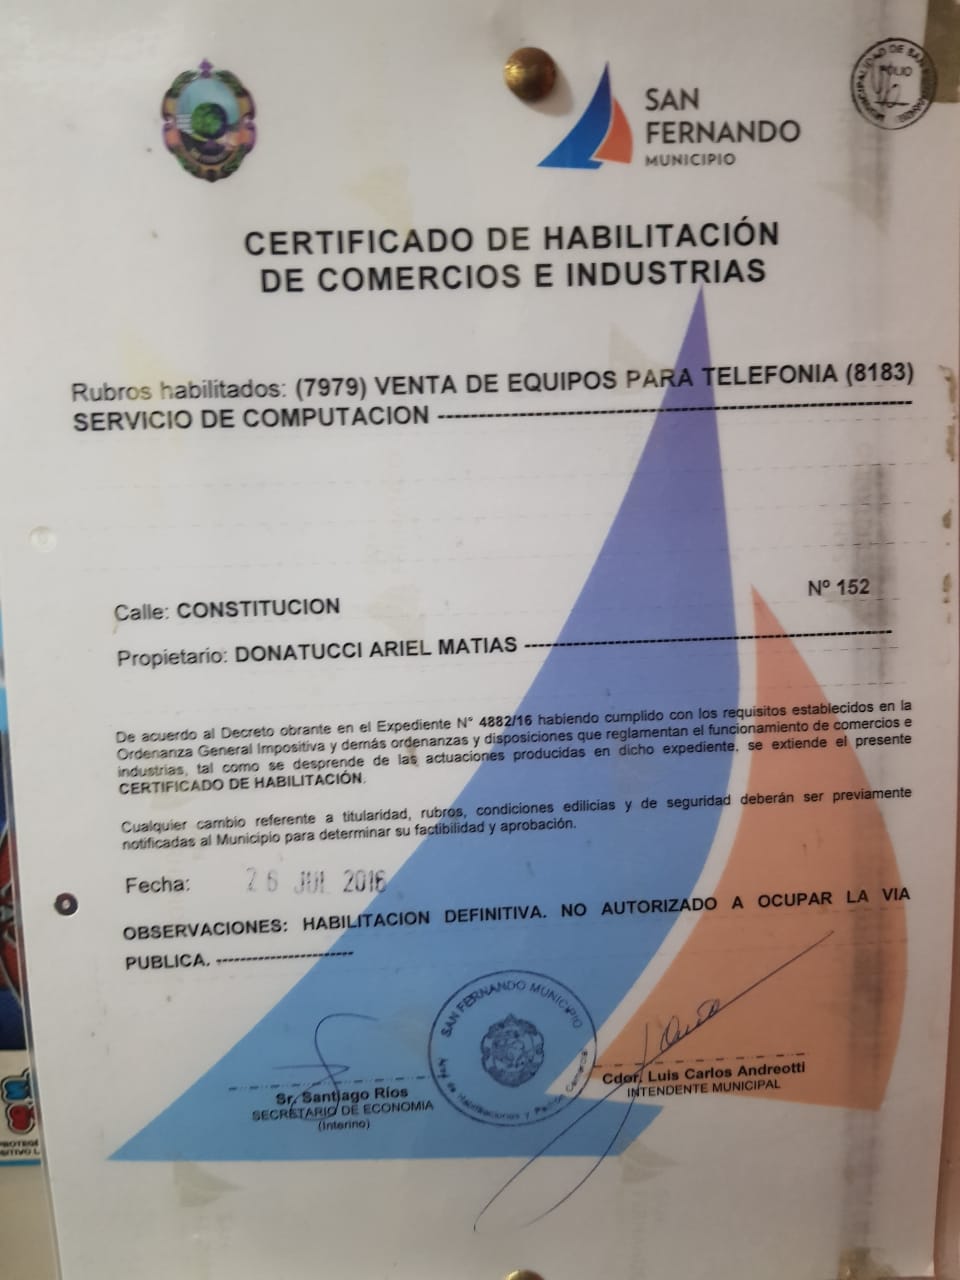 SAN
FERNANDO
MUNICIPIO
CERTIFICADO DE HABILITACIÓN
DE COMERCIOS E INDUSTRIAS
Rubros habilitados: (7979) VENTA DE EQUIPOS PARA TELEFONIA (8183)
SERVICIO DE COMPUTACION
Calle: CONSTITUCION Nº 152
Propietario: DONATUCCI ARIEL MATIAS
De acuerdo al Decreto obrante en el Expediente N° 4882/16 habiendo cumplido con los requisitos establecidos en la
Ordenanza General Impositiva y demás ordenanzas y disposiciones que reglamentan el funcionamiento de comercios e
industrias, tal como se desprende de las actuaciones producidas en dicho expediente, se extiende el presente
CERTIFICADO DE HABILITACIÓN.
Cualquier cambio referente a titularidad, rubros, condiciones edilicias y de seguridad deberán ser previamente
notificadas al Municipio para determinar su factibilidad y aprobación.
Fecha: 26 JUL 2016
OBSERVACIONES: HABILITACION DEFINITIVA. NO AUTORIZADO A OCUPAR LA VIA
PUBLICA.
SAN FERNANDO MUNICIPIO
Sr. Santiago Ríos
SECRETARIO DE ECONOMIA
(Interino)
Cdor. Luis Carlos Andreotti
INTENDENTE MUNICIPAL